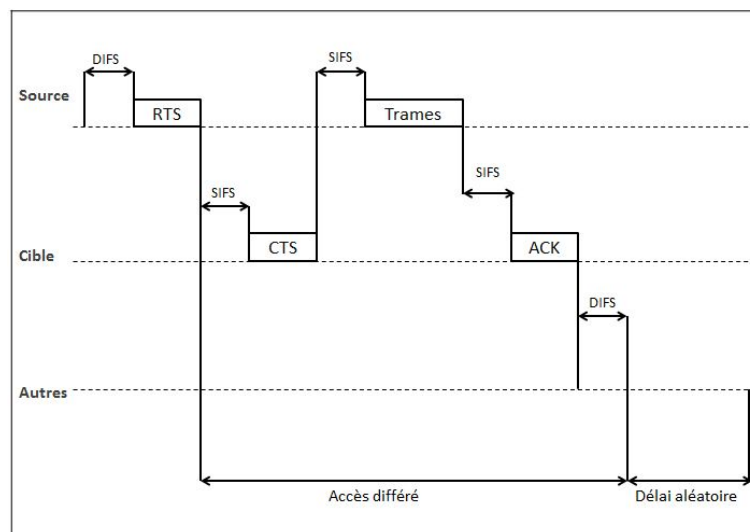 DIFS
SIFS
Source
RTS
Trames
SIFS
SIFS
Cible
CTS
ACK
DIFS
Autres
Accès différé
Délai aléatoire